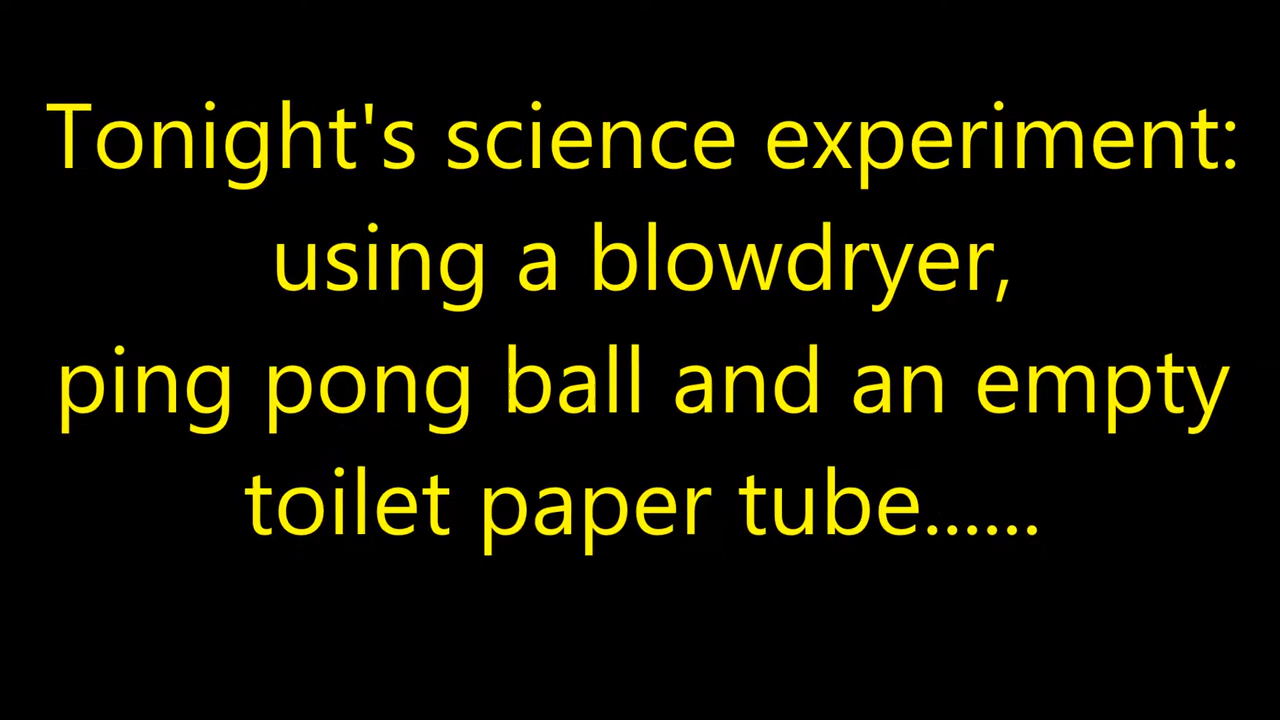 Tonight's science experiment:
using a blowdryer,
ping pong ball and an empty
toilet paper tube......